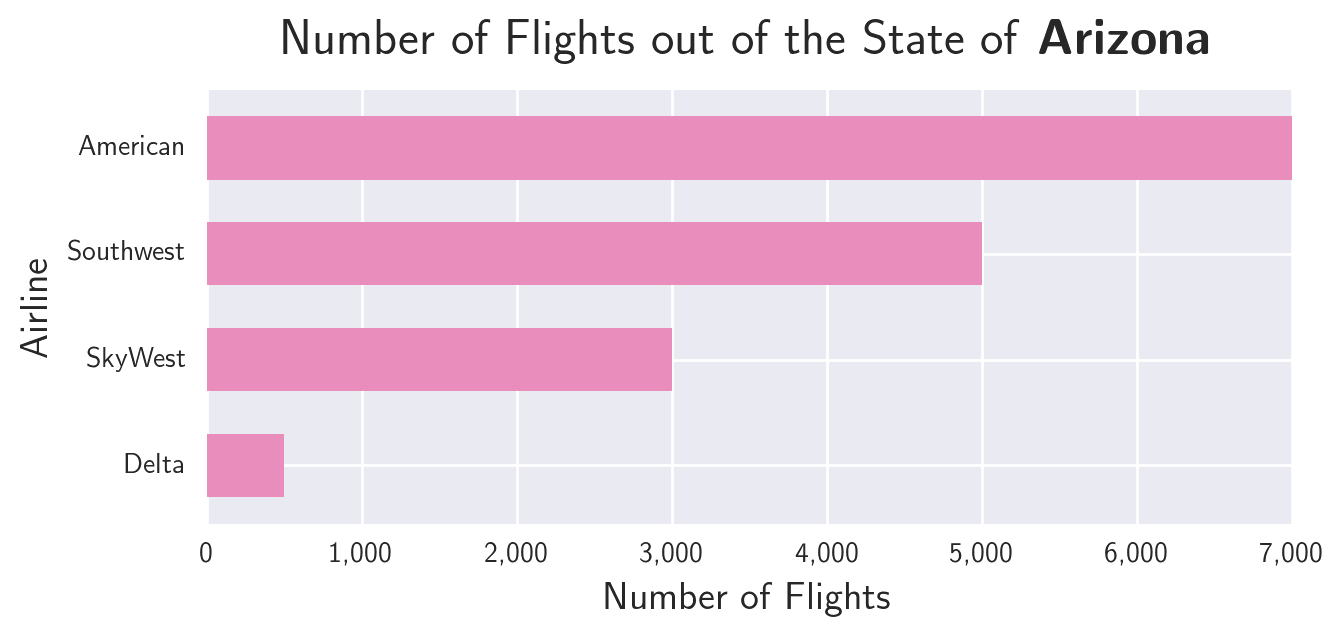 Number of Flights out of the State of Arizona
American
Southwest
SkyWest
Delta
Airline
0 1,000 2,000 3,000 4,000 5,000 6,000 7,000
Number of Flights